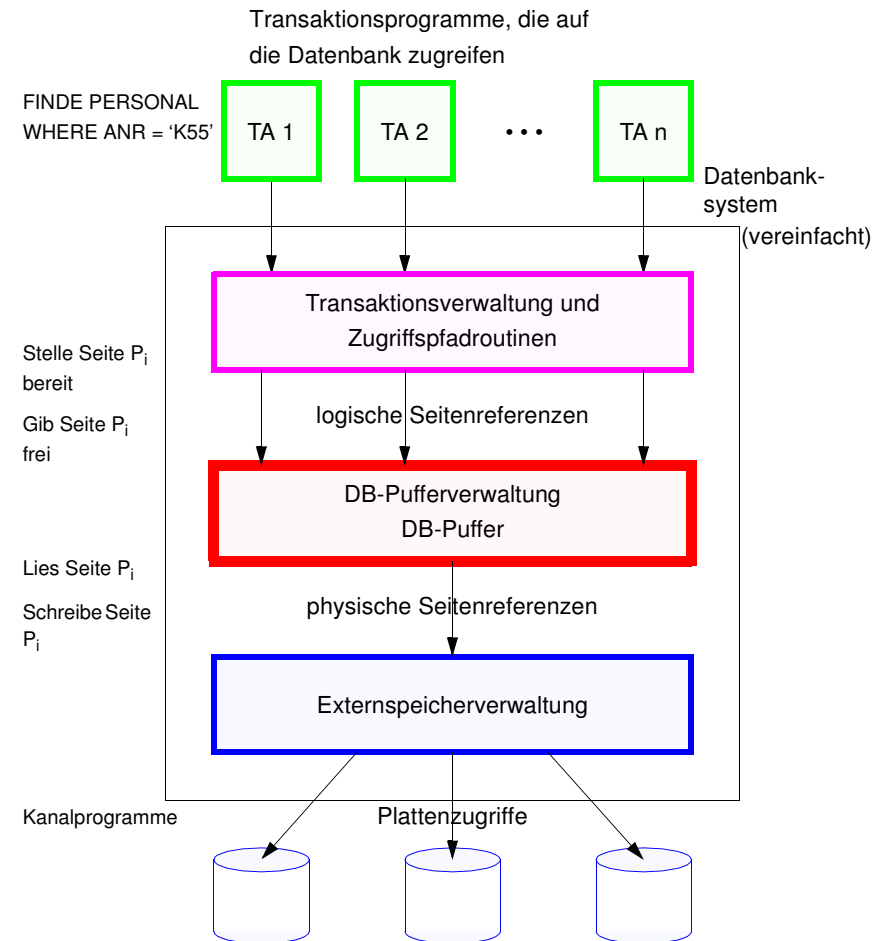 Transaktionsprogramme, die auf
die Datenbank zugreifen
FINDE PERSONAL
WHERE ANR = ‘K55’
TA 1
TA 2
• • •
TA n
Datenbank-
system
(vereinfacht)
Transaktionsverwaltung und
Zugriffspfadroutinen
Stelle Seite Pi
bereit
Gib Seite Pi
frei
logische Seitenreferenzen
DB-Pufferverwaltung
DB-Puffer
Lies Seite Pi
Schreibe Seite
Pi
physische Seitenreferenzen
Externspeicherverwaltung
Kanalprogramme
Plattenzugriffe